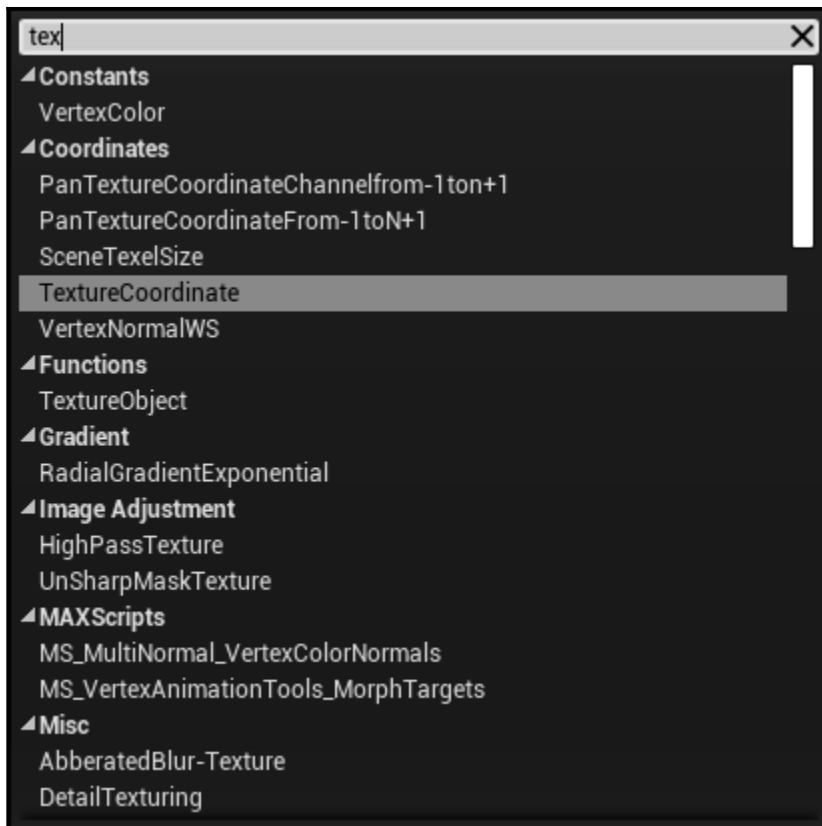 tex
Constants
VertexColor
Coordinates
PanTextureCoordinateChannelfrom-1ton+1
PanTextureCoordinateFrom-1toN+1
SceneTexelSize
TextureCoordinate
VertexNormalWS
Functions
TextureObject
Gradient
RadialGradientExponential
Image Adjustment
HighPassTexture
UnSharpMaskTexture
MAXScripts
MS_MultiNormal_VertexColorNormals
MS_VertexAnimationTools_MorphTargets
Misc
AbberatedBlur-Texture
DetailTexturing